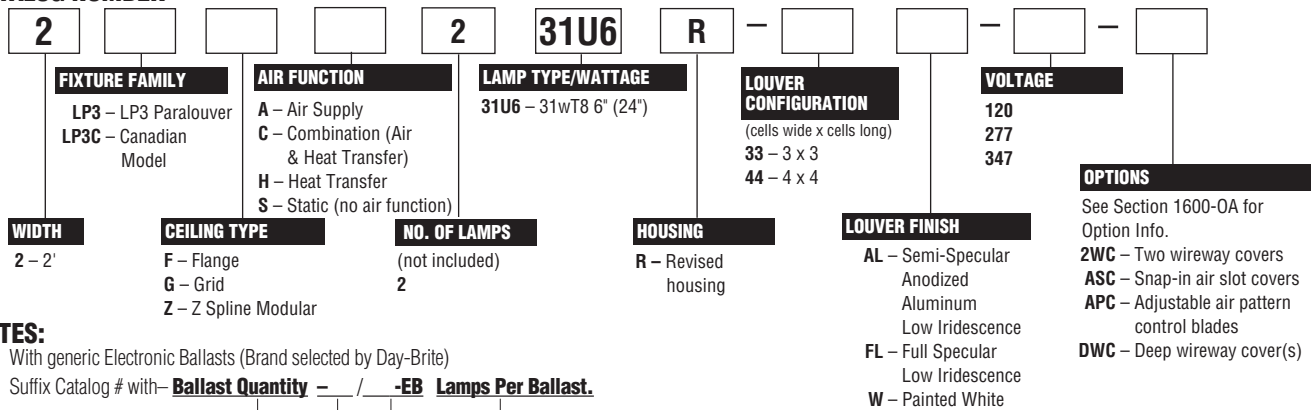 2 2 31U6 R – – –
FIXTURE FAMILY
LP3 – LP3 Paralouver
LP3C – Canadian
Model
AIR FUNCTION
A – Air Supply
C – Combination (Air
& Heat Transfer)
H – Heat Transfer
S – Static (no air function)
LAMP TYPE/WATTAGE
31U6 – 31wT8 6" (24")
LOUVER
CONFIGURATION
(cells wide x cells long)
33 – 3 x 3
44 – 4 x 4
VOLTAGE
120
277
347
OPTIONS
See Section 1600-OA for
Option Info.
2WC – Two wireway covers
ASC – Snap-in air slot covers
APC – Adjustable air pattern
control blades
DWC – Deep wireway cover(s)
WIDTH
2 – 2'
CEILING TYPE
F – Flange
G – Grid
Z – Z Spline Modular
NO. OF LAMPS
(not included)
2
HOUSING
R – Revised
housing
LOUVER FINISH
AL – Semi-Specular
Anodized
Aluminum
Low Iridescence
FL – Full Specular
Low Iridescence
W – Painted White
TES:
With generic Electronic Ballasts (Brand selected by Day-Brite)
Suffix Catalog # with– Ballast Quantity –__ /__-EB Lamps Per Ballast.